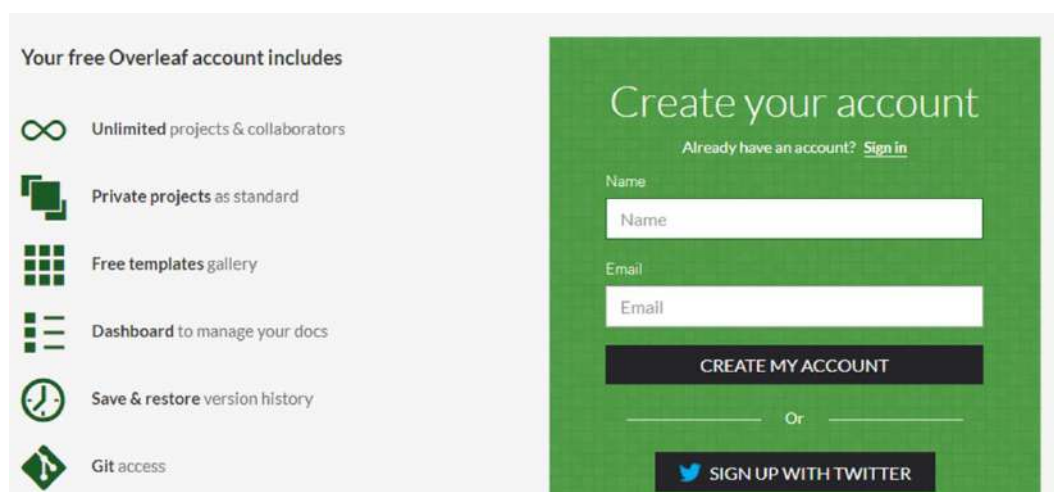 Your free Overleaf account includes
Unlimited projects & collaborators
Private projects as standard
Free templates gallery
Dashboard to manage your docs
Save & restore version history
Git access
Create your account
Already have an account? Sign in
Name
Name
Email
Email
CREATE MY ACCOUNT
Or
SIGN UP WITH TWITTER